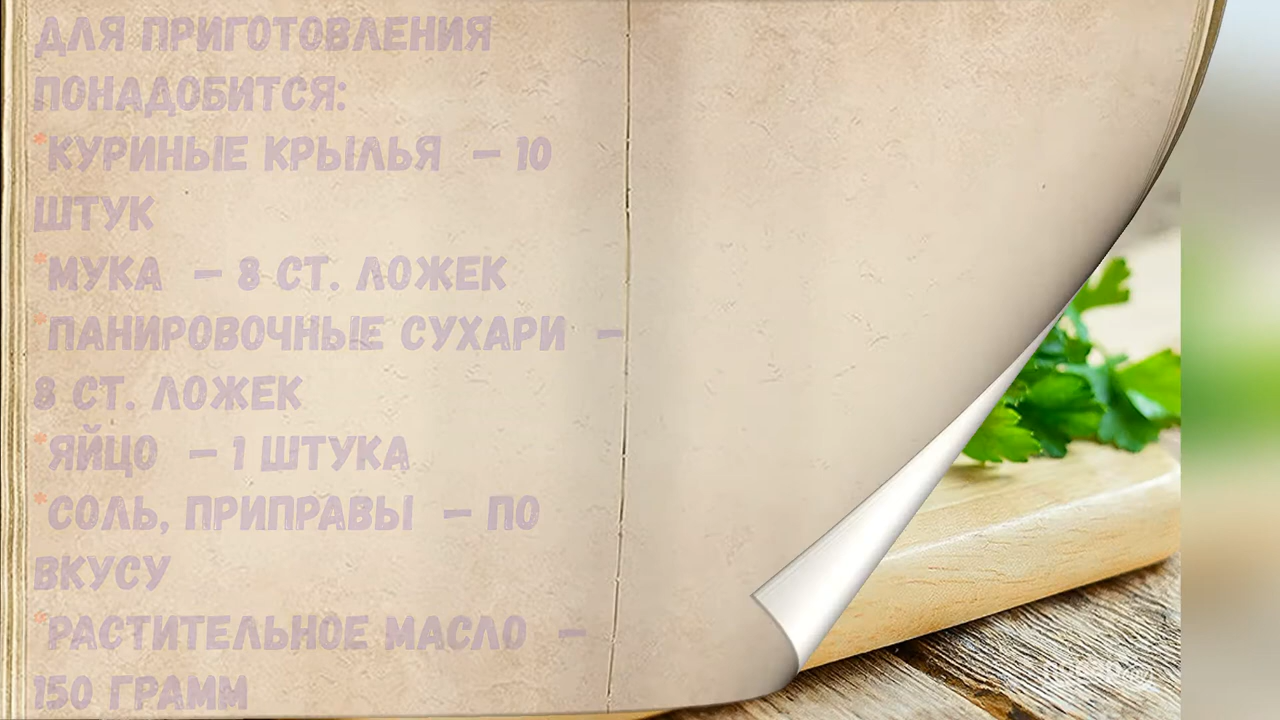 ДЛЯ ПРИГОТОВЛЕНИЯ
ПОНАДОБИТСЯ:
*КУРИНЫЕ КРЫЛЬЯ – 10
ШТУК
*МУКА – 8 СТ. ЛОЖЕК
*ПАНИРОВОЧНЫЕ СУХАРИ –
8 СТ. ЛОЖЕК
*ЯЙЦО – 1 ШТУКА
*СОЛЬ, ПРИПРАВЫ – ПО
ВКУСУ
*РАСТИТЕЛЬНОЕ МАСЛО –
150 ГРАММ